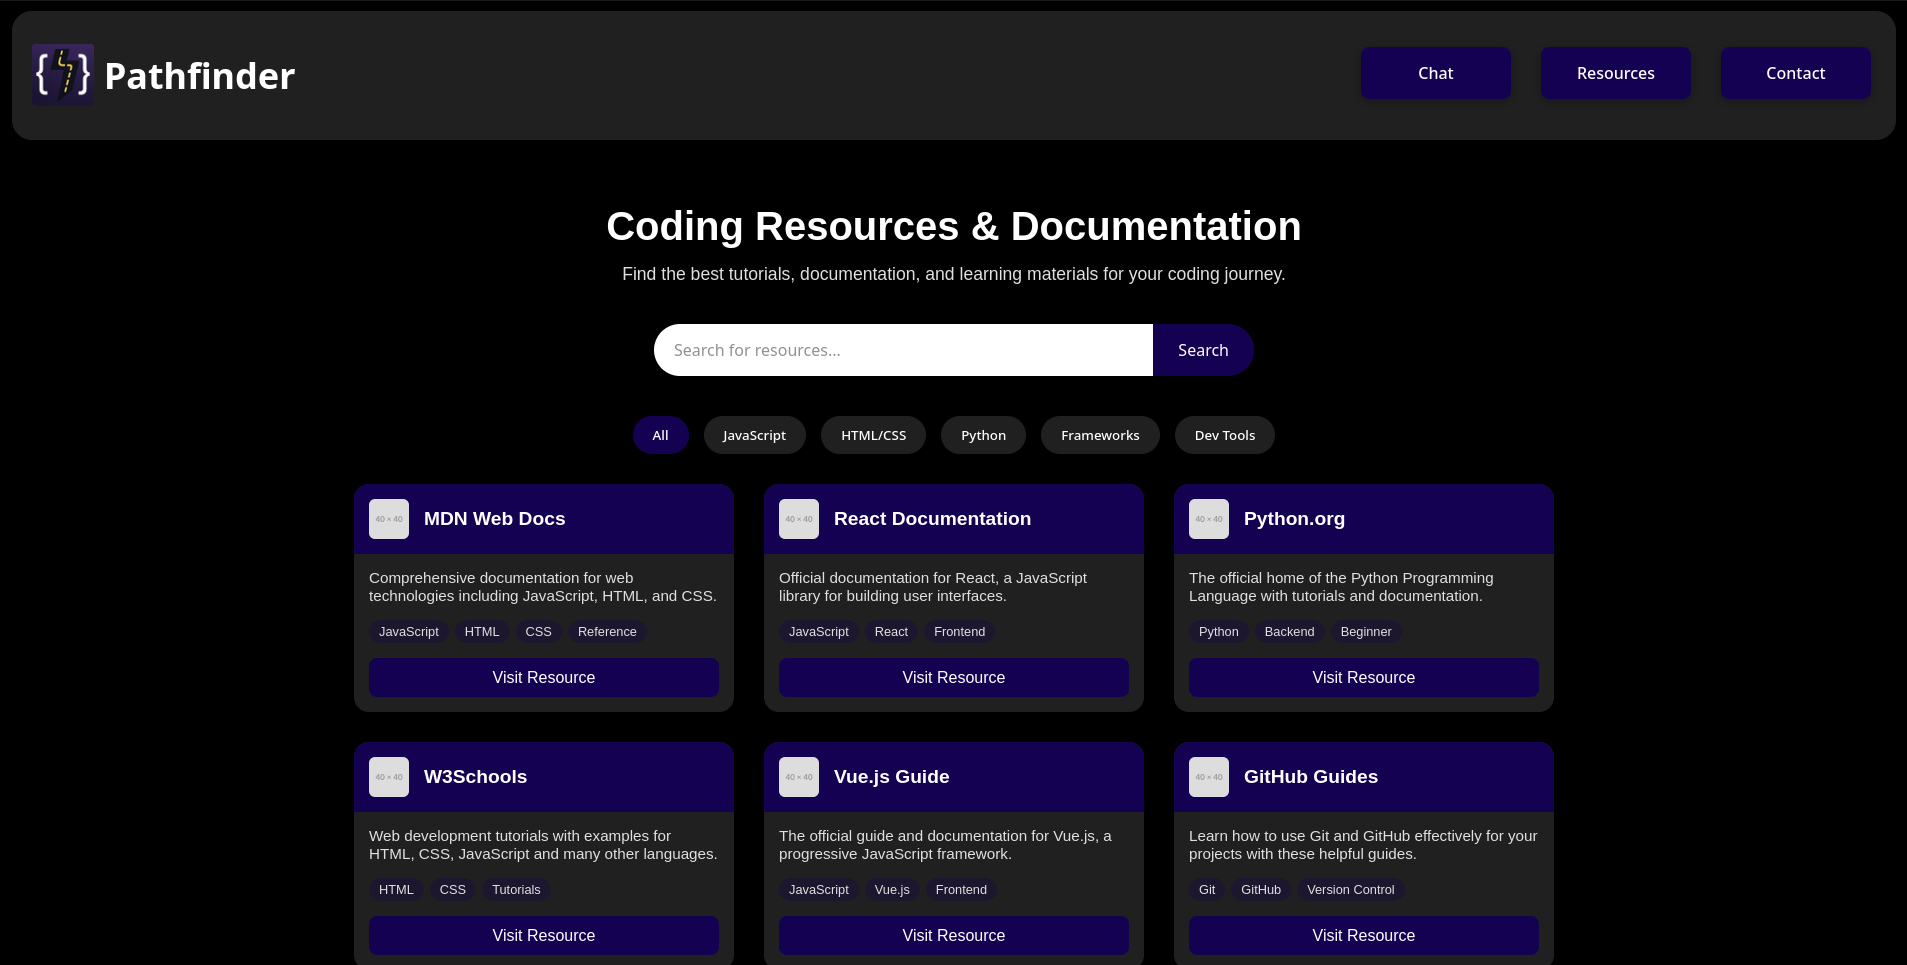 Pathfinder
Chat
Resources
Contact
Coding Resources & Documentation
Find the best tutorials, documentation, and learning materials for your coding journey.
Search for resources...
Search
All
JavaScript
HTML/CSS
Python
Frameworks
Dev Tools
40 × 40
MDN Web Docs
Comprehensive documentation for web
technologies including JavaScript, HTML, and CSS.
JavaScript
HTML
CSS
Reference
Visit Resource
40 × 40
React Documentation
Official documentation for React, a JavaScript
library for building user interfaces.
JavaScript
React
Frontend
Visit Resource
40 × 40
Python.org
The official home of the Python Programming
Language with tutorials and documentation.
Python
Backend
Beginner
Visit Resource
40 × 40
W3Schools
Web development tutorials with examples for
HTML, CSS, JavaScript and many other languages.
HTML
CSS
Tutorials
Visit Resource
40 × 40
Vue.js Guide
The official guide and documentation for Vue.js, a
progressive JavaScript framework.
JavaScript
Vue.js
Frontend
Visit Resource
40 × 40
GitHub Guides
Learn how to use Git and GitHub effectively for your
projects with these helpful guides.
Git
GitHub
Version Control
Visit Resource